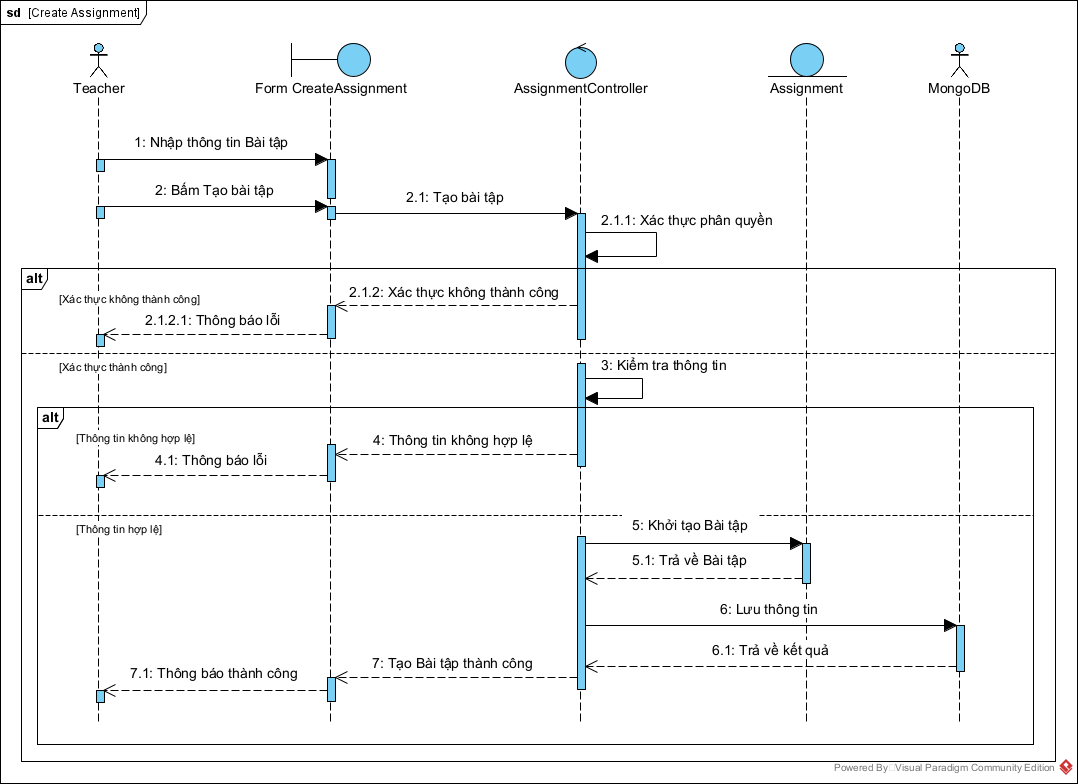 sd [Create Assignment]
Teacher
Form CreateAssignment
AssignmentController
Assignment
MongoDB
1: Nhập thông tin Bài tập
2: Bấm Tạo bài tập
2.1: Tạo bài tập
2.1.1: Xác thực phân quyền
alt
[Xác thực không thành công]
2.1.2: Xác thực không thành công
2.1.2.1: Thông báo lỗi
[Xác thực thành công]
3: Kiểm tra thông tin
alt
[Thông tin không hợp lệ]
4: Thông tin không hợp lệ
4.1: Thông báo lỗi
[Thông tin hợp lệ]
5: Khởi tạo Bài tập
5.1: Trả về Bài tập
6: Lưu thông tin
6.1: Trả về kết quả
7: Tạo Bài tập thành công
7.1: Thông báo thành công
Powered By Visual Paradigm Community Edition